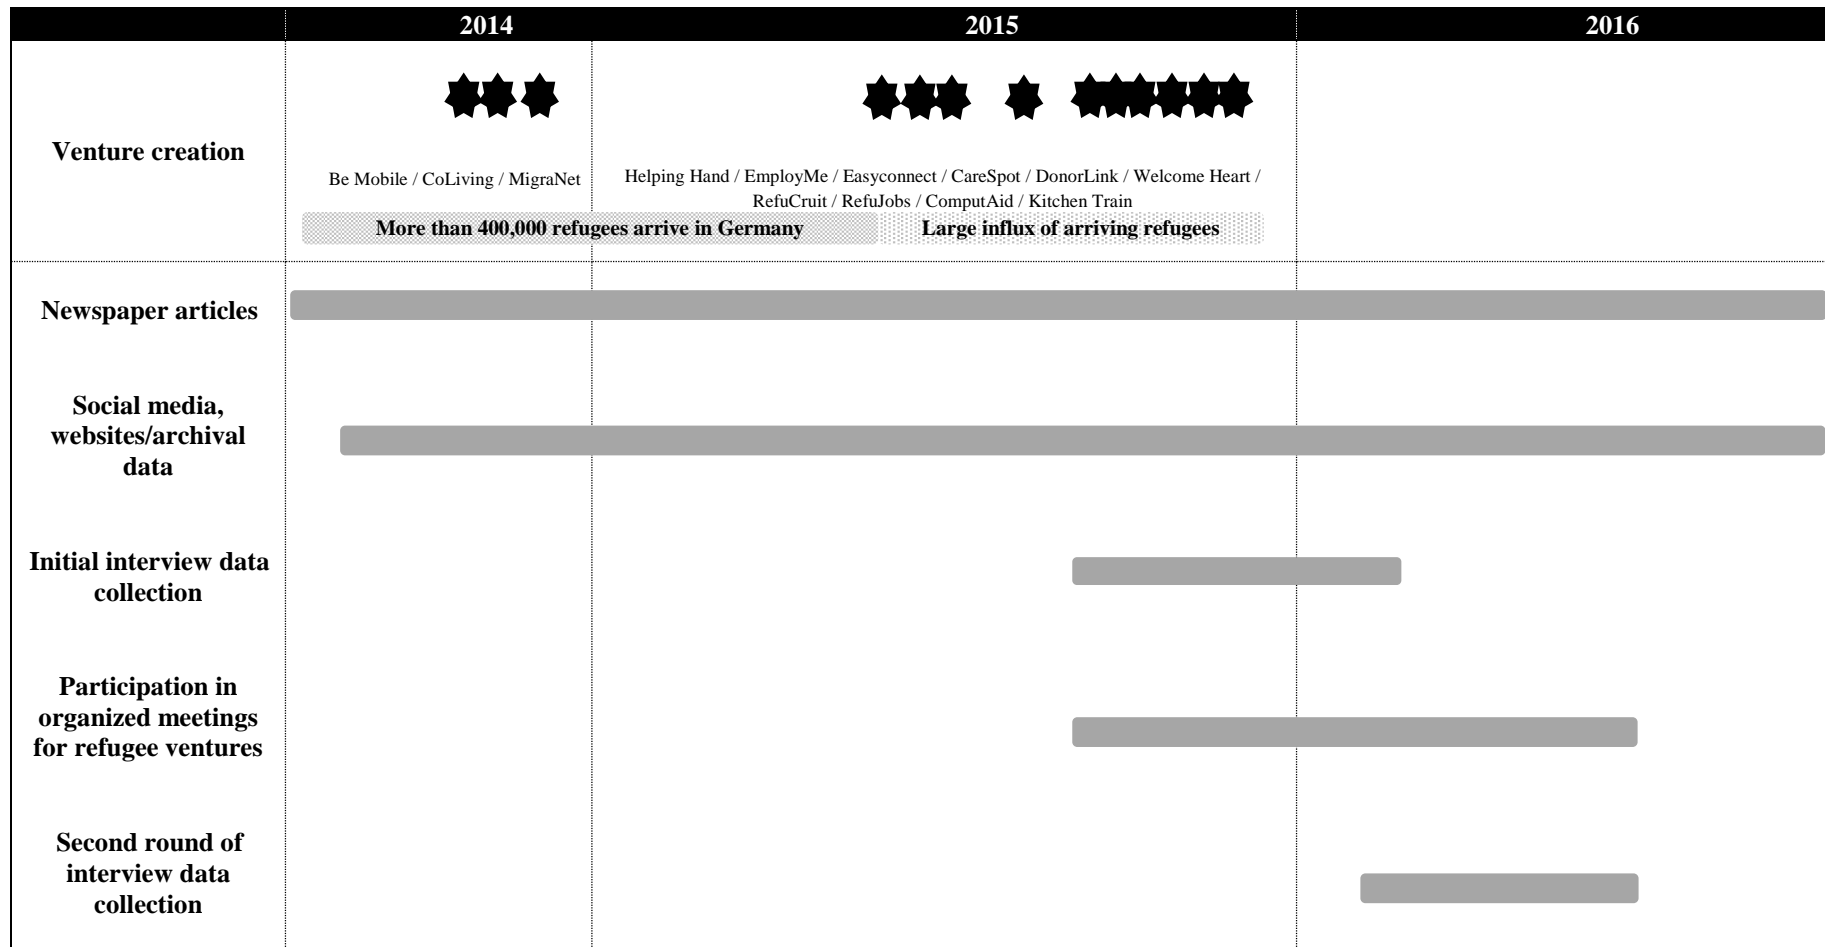 2014 2015 2016
Venture creation
Be Mobile / CoLiving / MigraNet
Helping Hand / EmployMe / Easyconnect / CareSpot / DonorLink / Welcome Heart /
RefuCruit / RefuJobs / ComputAid / Kitchen Train
More than 400,000 refugees arrive in Germany
Large influx of arriving refugees
Newspaper articles
Social media,
websites/archival
data
Initial interview data
collection
Participation in
organized meetings
for refugee ventures
Second round of
interview data
collection